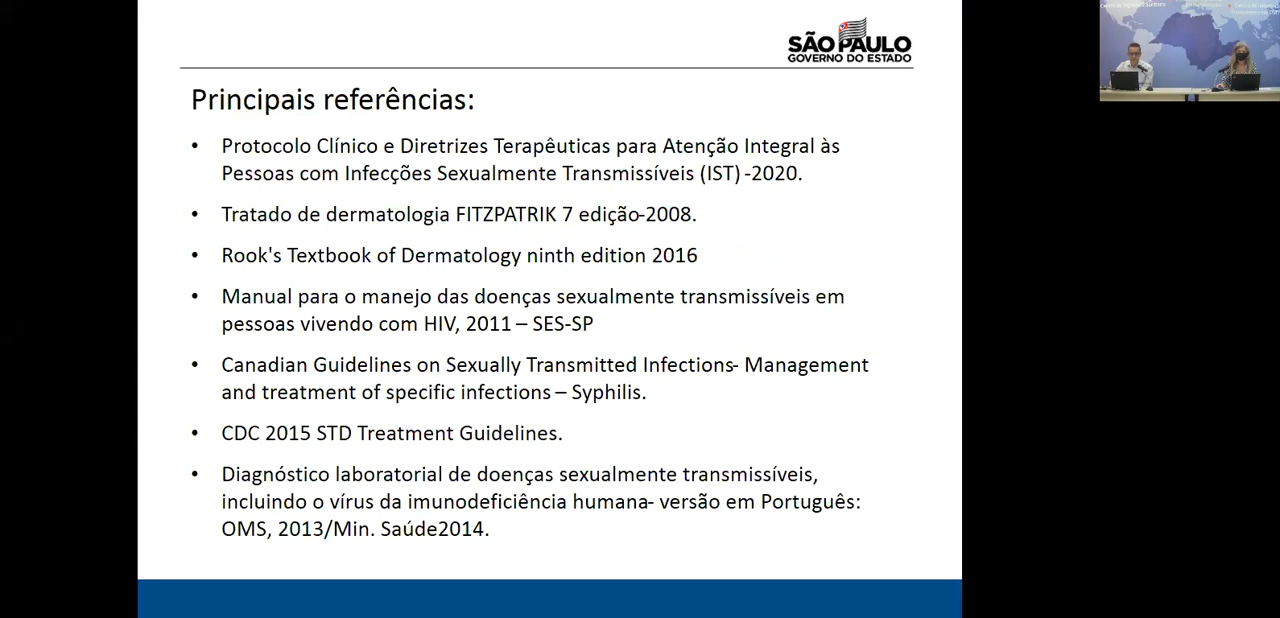 SÃO PAULO
GOVERNO DO ESTADO
Principais referências:
• Protocolo Clínico e Diretrizes Terapêuticas para Atenção Integral às
Pessoas com Infecções Sexualmente Transmissíveis (IST) -2020.
• Tratado de dermatologia FITZPATRIK 7 edição-2008.
• Rook's Textbook of Dermatology ninth edition 2016
• Manual para o manejo das doenças sexualmente transmissíveis em
pessoas vivendo com HIV, 2011 – SES-SP
• Canadian Guidelines on Sexually Transmitted Infections- Management
and treatment of specific infections – Syphilis.
• CDC 2015 STD Treatment Guidelines.
• Diagnóstico laboratorial de doenças sexualmente transmissíveis,
incluindo o vírus da imunodeficiência humana- versão em Português:
OMS, 2013/Min. Saúde2014.